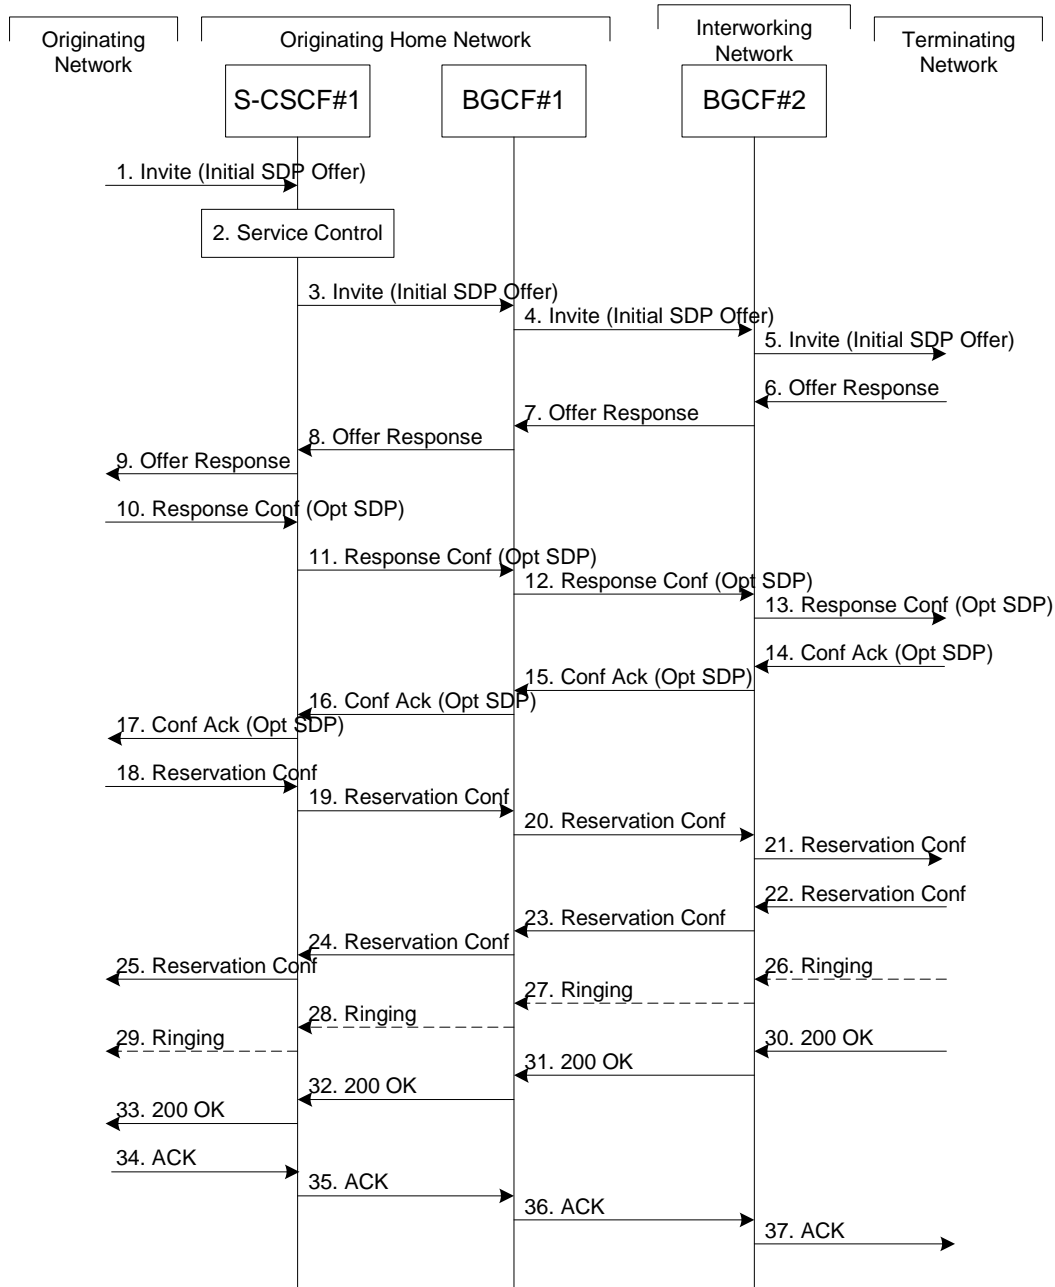 Originating
Network
Originating Home Network
Interworking
Network
Terminating
Network
S-CSCF#1
BGCF#1
BGCF#2
1. Invite (Initial SDP Offer)
2. Service Control
3. Invite (Initial SDP Offer)
4. Invite (Initial SDP Offer)
5. Invite (Initial SDP Offer)
6. Offer Response
7. Offer Response
8. Offer Response
9. Offer Response
10. Response Conf (Opt SDP)
11. Response Conf (Opt SDP)
12. Response Conf (Opt SDP)
13. Response Conf (Opt SDP)
14. Conf Ack (Opt SDP)
15. Conf Ack (Opt SDP)
16. Conf Ack (Opt SDP)
17. Conf Ack (Opt SDP)
18. Reservation Conf
19. Reservation Conf
20. Reservation Conf
21. Reservation Conf
22. Reservation Conf
23. Reservation Conf
24. Reservation Conf
25. Reservation Conf
26. Ringing
27. Ringing
28. Ringing
29. Ringing
30. 200 OK
31. 200 OK
32. 200 OK
33. 200 OK
34. ACK
35. ACK
36. ACK
37. ACK